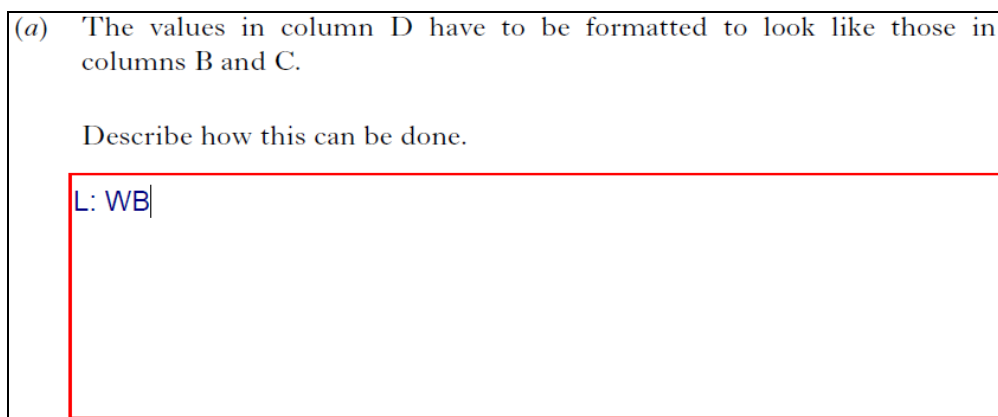 (a) The values in column D have to be formatted to look like those in
columns B and C.
Describe how this can be done.
L: WB